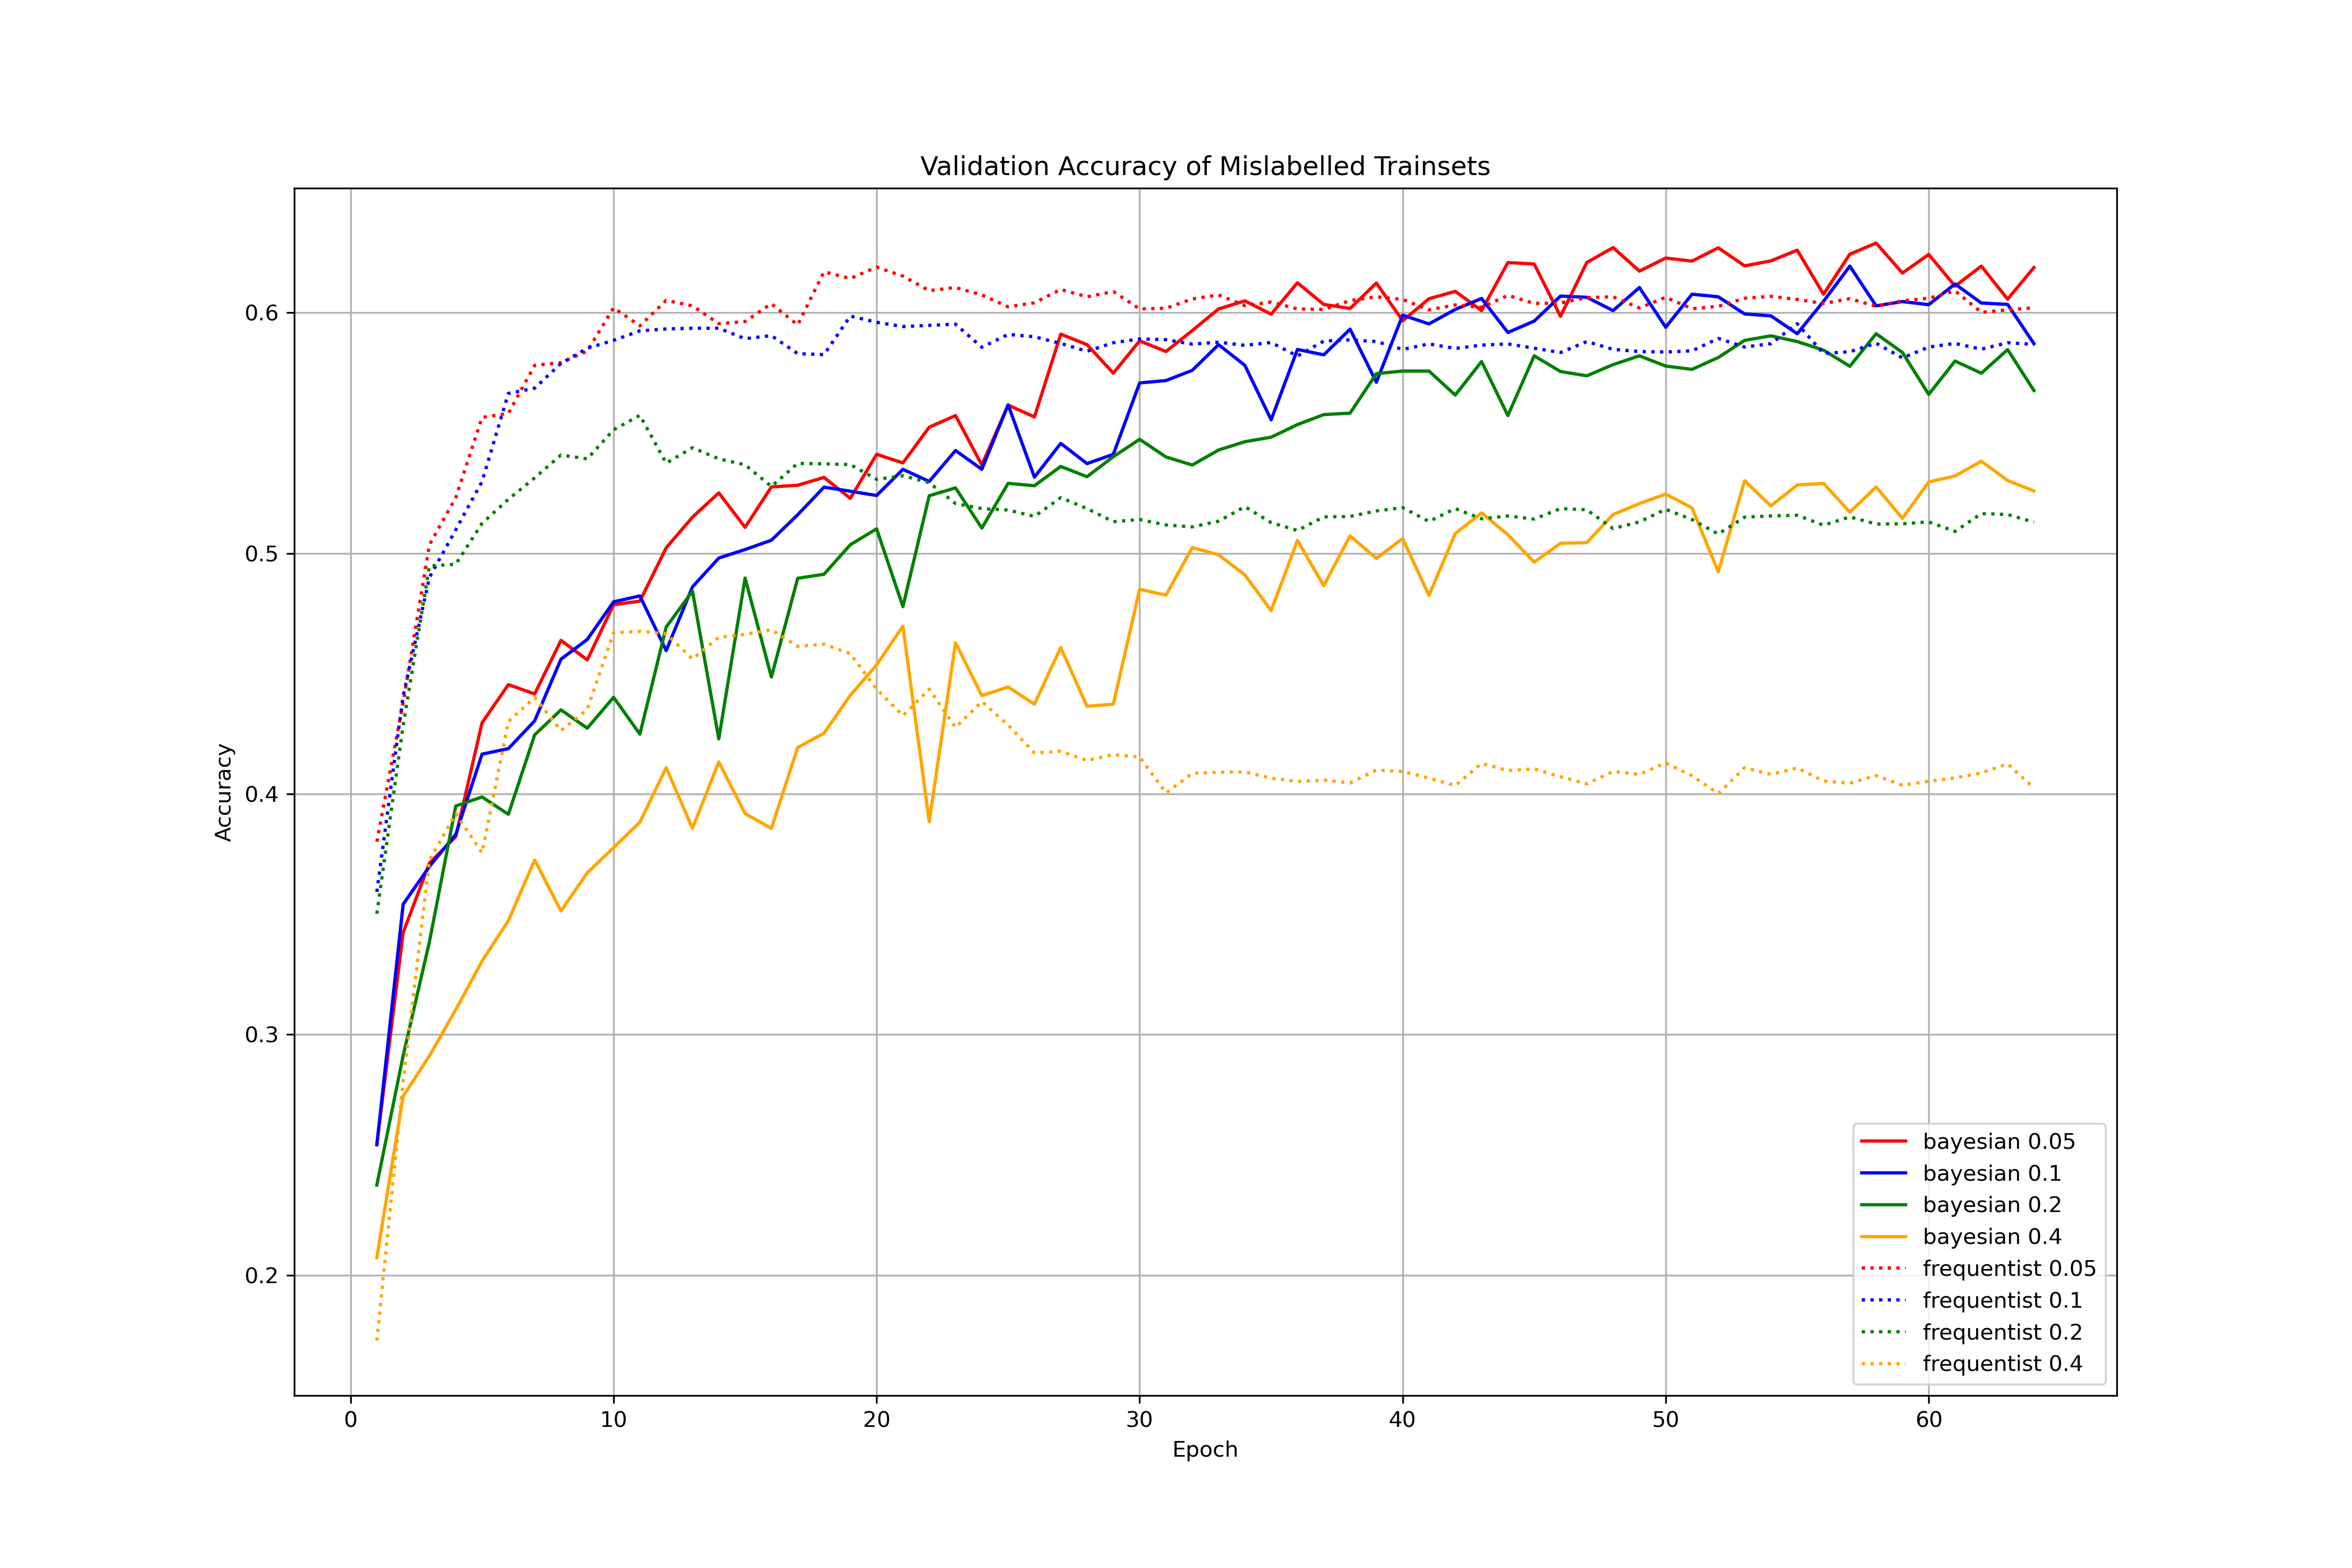 Validation Accuracy of Mislabelled Trainsets
Accuracy
0.6
0.5
0.4
0.3
0.2
0
10
20
30
40
50
60
Epoch
bayesian 0.05
bayesian 0.1
bayesian 0.2
bayesian 0.4
frequentist 0.05
frequentist 0.1
frequentist 0.2
frequentist 0.4